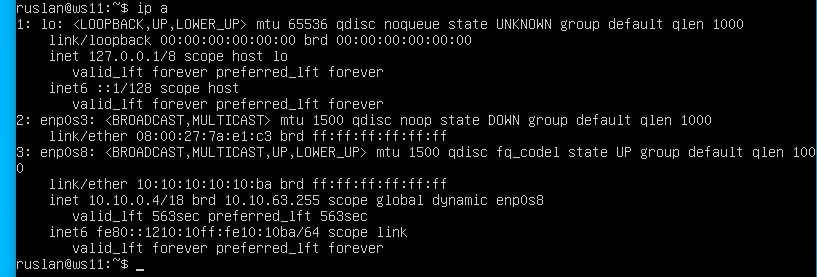 ruslan@ws11:~$ ip a
1: lo: <LOOPBACK,UP,LOWER_UP> mtu 65536 qdisc noqueue state UNKNOWN group default qlen 1000
    link/loopback 00:00:00:00:00:00 brd 00:00:00:00:00:00
    inet 127.0.0.1/8 scope host lo
       valid_lft forever preferred_lft forever
    inet6 ::1/128 scope host
       valid_lft forever preferred_lft forever
2: enp0s3: <BROADCAST,MULTICAST> mtu 1500 qdisc noop state DOWN group default qlen 1000
    link/ether 08:00:27:7a:e1:c3 brd ff:ff:ff:ff:ff:ff
3: enp0s8: <BROADCAST,MULTICAST,UP,LOWER_UP> mtu 1500 qdisc fq_codel state UP group default qlen 100
0
    link/ether 10:10:10:10:10:ba brd ff:ff:ff:ff:ff:ff
    inet 10.10.0.4/18 brd 10.10.63.255 scope global dynamic enp0s8
       valid_lft 563sec preferred_lft 563sec
    inet6 fe80::1210:10ff:fe10:10ba/64 scope link
       valid_lft forever preferred_lft forever
ruslan@ws11:~$ _